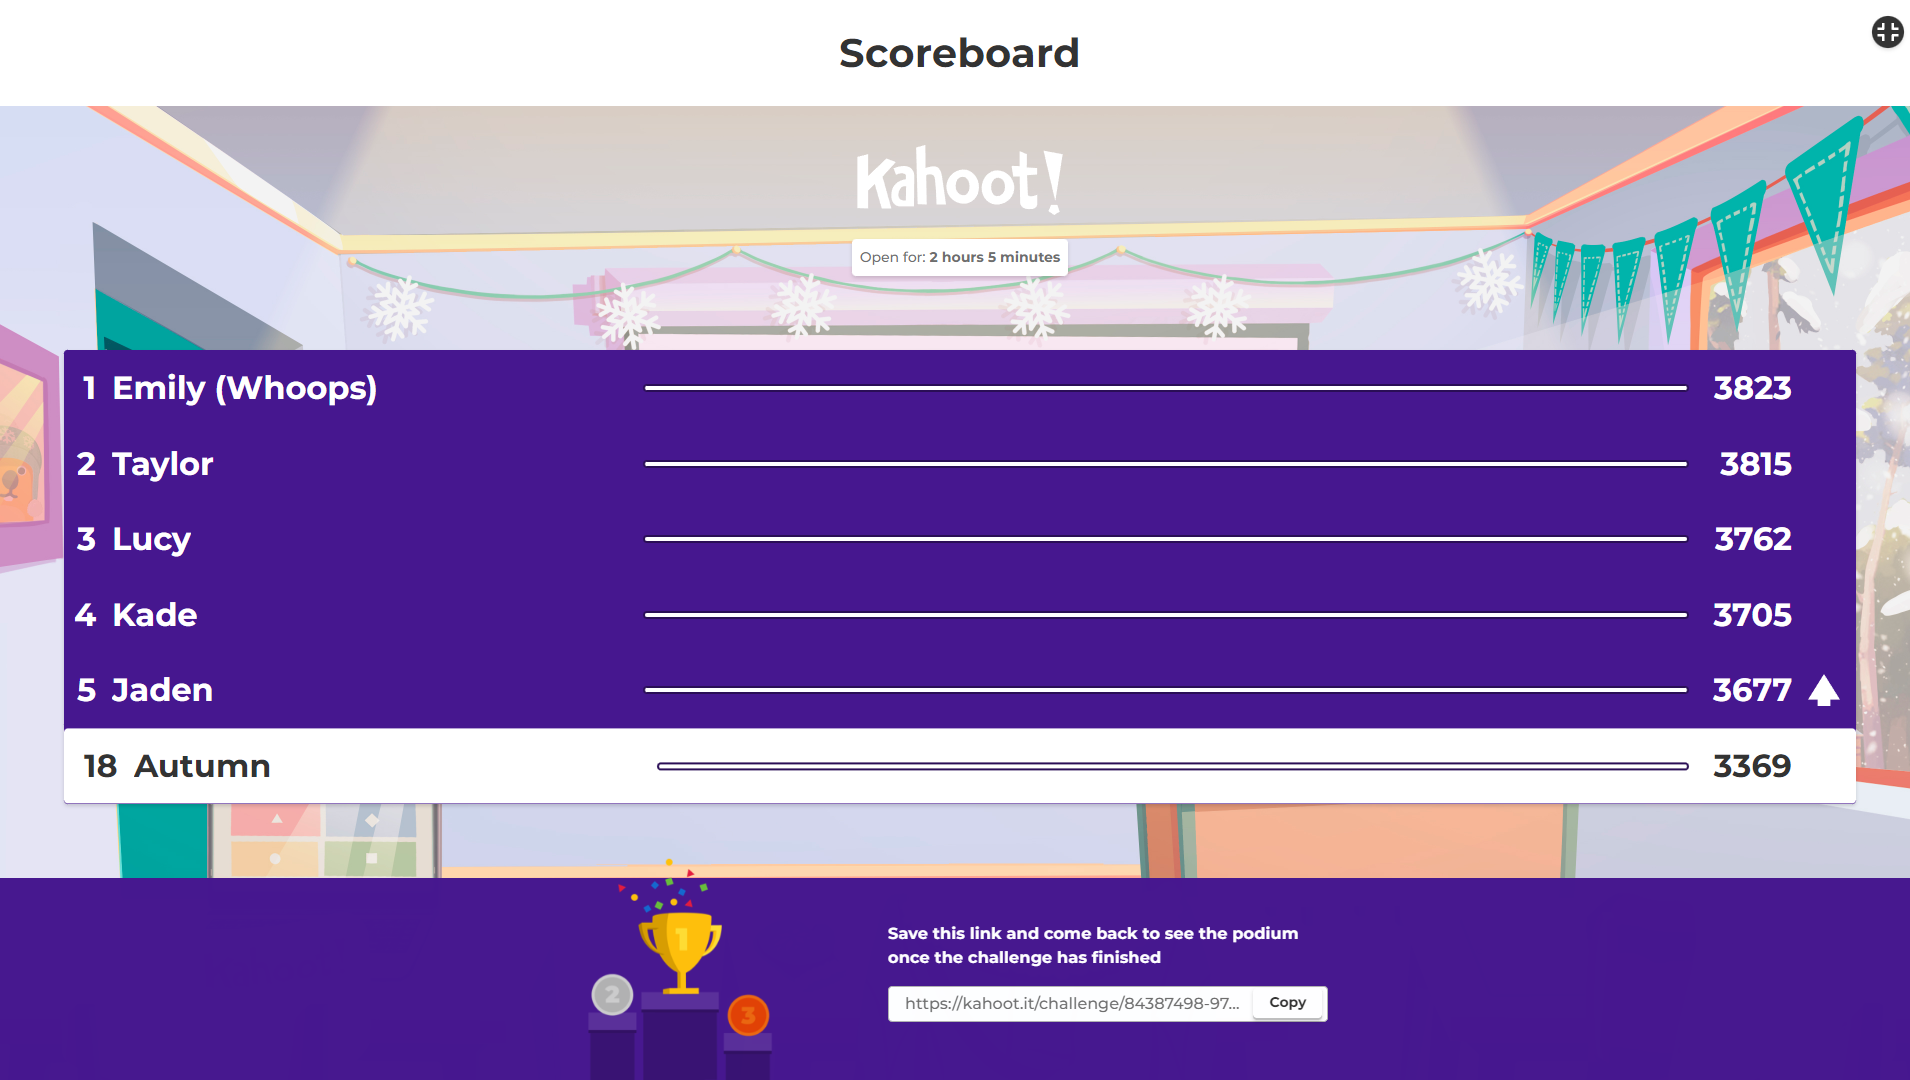 Scoreboard
Kahoot!
Open for: 2 hours 5 minutes
1 Emily (Whoops) 3823
2 Taylor 3815
3 Lucy 3762
4 Kade 3705
5 Jaden 3677
18 Autumn 3369
1
2
3
Save this link and come back to see the podium
once the challenge has finished
https://kahoot.it/challenge/84387498-97... Copy